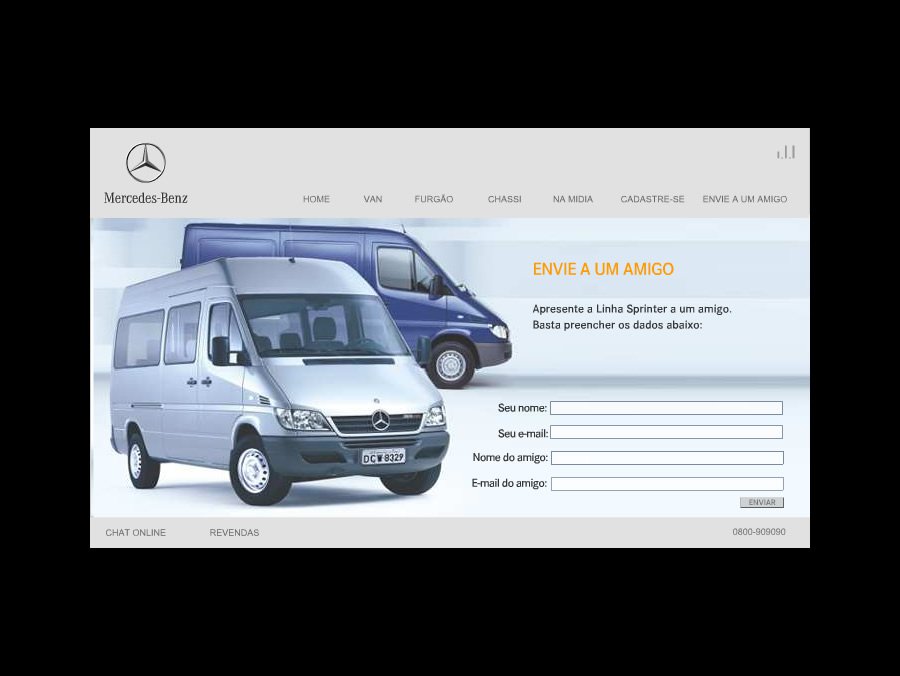 Mercedes-Benz
HOME VAN FURGÃO CHASSI NA MIDIA CADASTRE-SE ENVIE A UM AMIGO
ENVIE A UM AMIGO
Apresente a Linha Sprinter a um amigo.
Basta preencher os dados abaixo:
Seu nome:
Seu e-mail:
Nome do amigo:
E-mail do amigo:
DCW 8329
ENVIAR
CHAT ONLINE REVENDAS 0800-909090